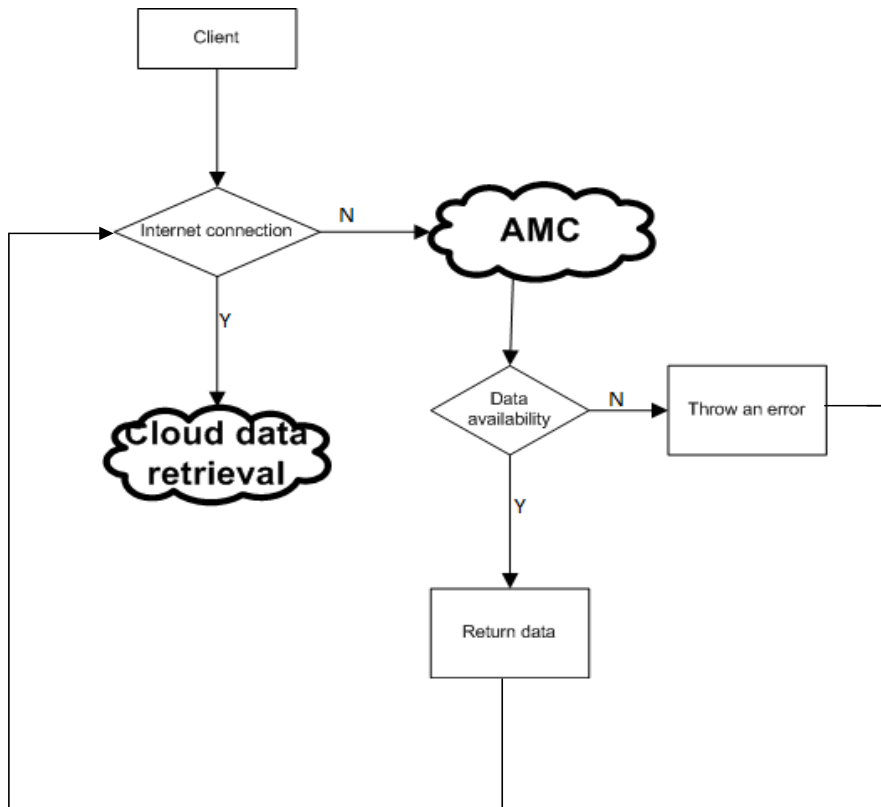 Client
Internet connection
N
AMC
Y
Cloud data
retrieval
Data
availability
N
Throw an error
Y
Return data